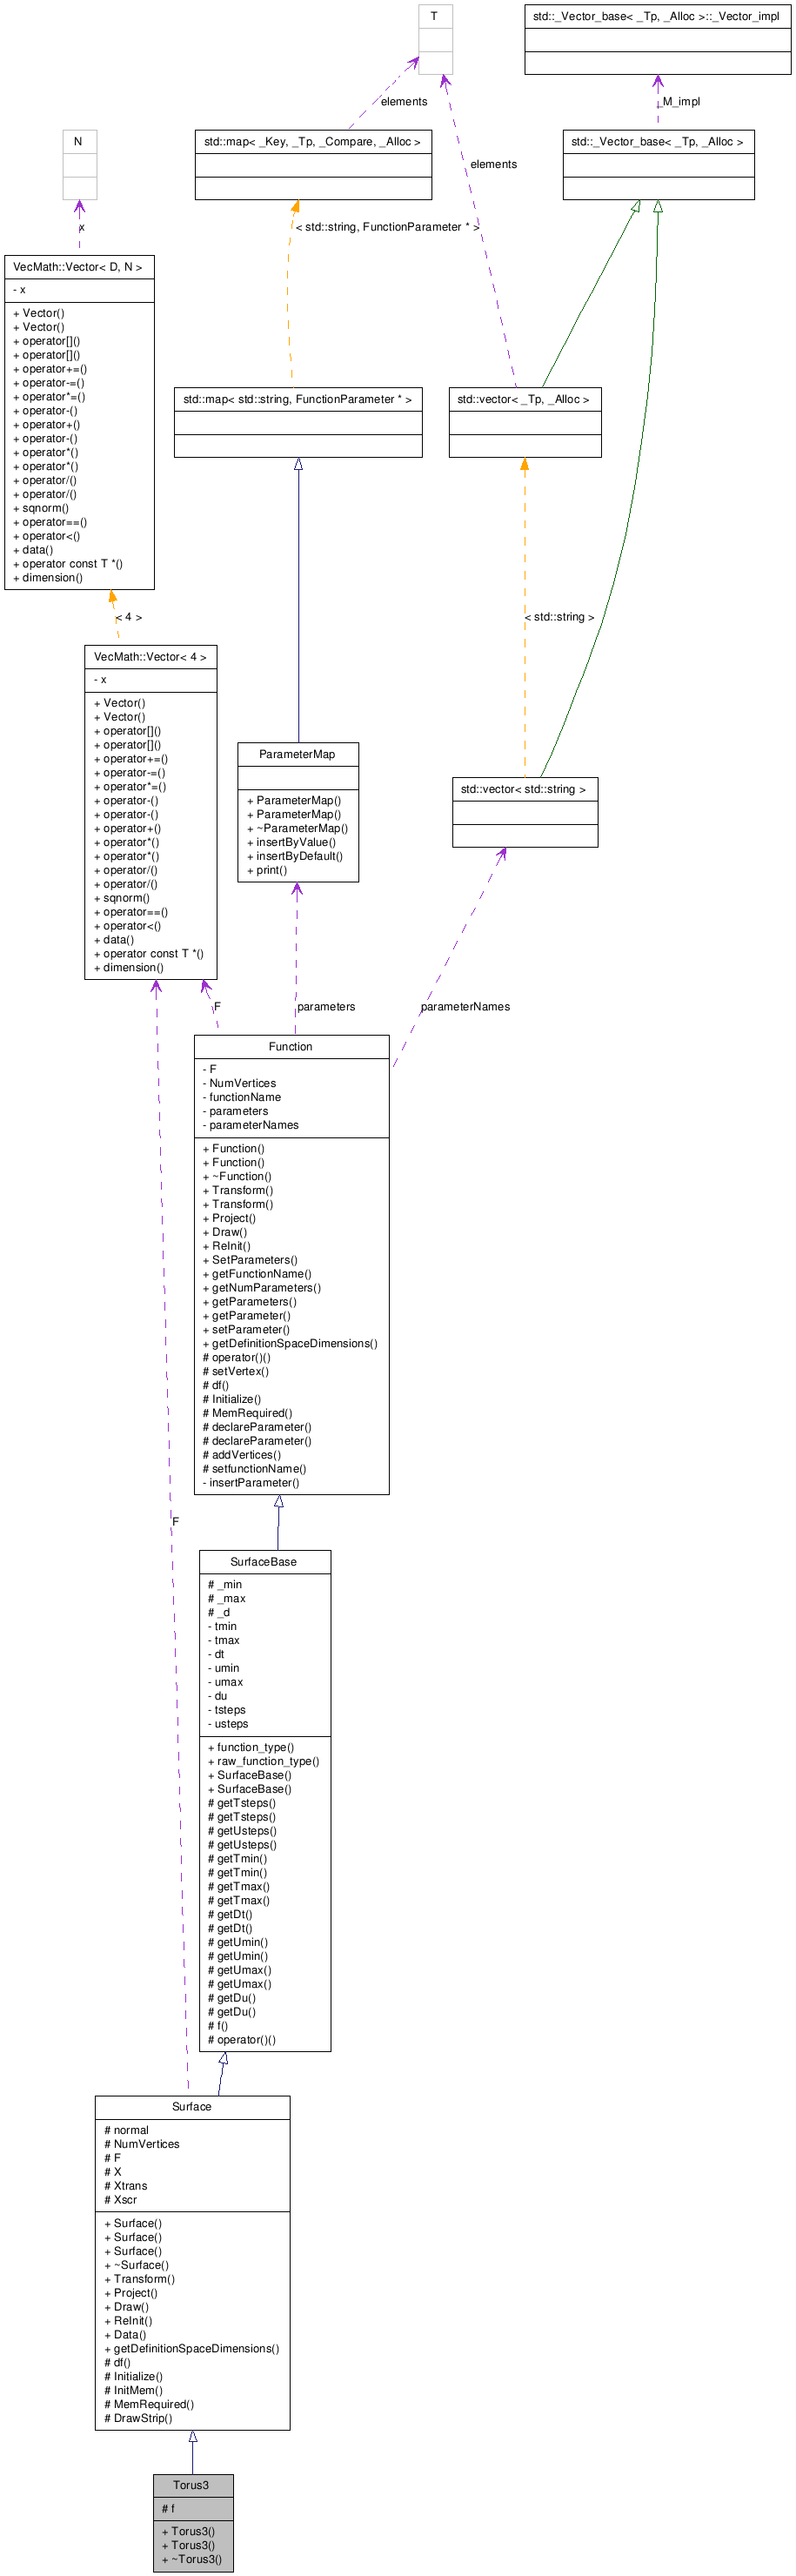 T
std::_Vector_base< _Tp, _Alloc >::_Vector_impl
elements
_M_impl
N
std::map< _Key, _Tp, _Compare, _Alloc >
std::_Vector_base< _Tp, _Alloc >
elements
x
< std::string, FunctionParameter * >
VecMath::Vector< D, N >
- x
+ Vector()
+ Vector()
+ operator[]()
+ operator[]()
+ operator+=()
+ operator-=()
+ operator*=()
+ operator-()
+ operator+()
+ operator-()
+ operator*()
+ operator*()
+ operator/()
+ operator/()
+ sqnorm()
+ operator==()
+ operator<()
+ data()
+ operator const T *()
+ dimension()
std::map< std::string, FunctionParameter * >
std::vector< _Tp, _Alloc >
< 4 >
< std::string >
VecMath::Vector< 4 >
- x
+ Vector()
+ Vector()
+ operator[]()
+ operator[]()
+ operator+=()
+ operator-=()
+ operator*=()
+ operator-()
+ operator-()
+ operator+()
+ operator*()
+ operator*()
+ operator/()
+ operator/()
+ sqnorm()
+ operator==()
+ operator<()
+ data()
+ operator const T *()
+ dimension()
ParameterMap
+ ParameterMap()
+ ParameterMap()
+ ~ParameterMap()
+ insertByValue()
+ insertByDefault()
+ print()
std::vector< std::string >
F
parameters
parameterNames
Function
- F
- NumVertices
- functionName
- parameters
- parameterNames
+ Function()
+ Function()
+ ~Function()
+ Transform()
+ Transform()
+ Project()
+ Draw()
+ ReInit()
+ SetParameters()
+ getFunctionName()
+ getNumParameters()
+ getParameters()
+ getParameter()
+ setParameter()
+ getDefinitionSpaceDimensions()
# operator()()
# setVertex()
# df()
# Initialize()
# MemRequired()
# declareParameter()
# declareParameter()
# addVertices()
# setfunctionName()
- insertParameter()
F
SurfaceBase
# _min
# _max
# _d
- tmin
- tmax
- dt
- umin
- umax
- du
- tsteps
- usteps
+ function_type()
+ raw_function_type()
+ SurfaceBase()
+ SurfaceBase()
# getTsteps()
# getTsteps()
# getUsteps()
# getUsteps()
# getTmin()
# getTmin()
# getTmax()
# getTmax()
# getDt()
# getDt()
# getUmin()
# getUmin()
# getUmax()
# getUmax()
# getDu()
# getDu()
# f()
# operator()()
Surface
# normal
# NumVertices
# F
# X
# Xtrans
# Xscr
+ Surface()
+ Surface()
+ Surface()
+ ~Surface()
+ Transform()
+ Project()
+ Draw()
+ ReInit()
+ Data()
+ getDefinitionSpaceDimensions()
# df()
# Initialize()
# InitMem()
# MemRequired()
# DrawStrip()
Torus3
# f
+ Torus3()
+ Torus3()
+ ~Torus3()